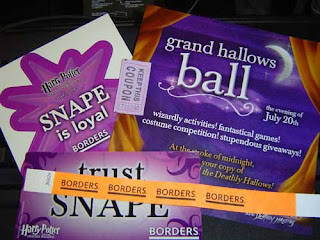 Harry Potter
SNAPE
is loyal
BORDERS
KEEP THIS
COUPON
grand hallows
ball
the evening of
July 20th
wizardly activities! fantastical games!
costume competition! stupendous giveaways!
At the stroke of midnight,
your copy of
the Deathly Hallows!
trust
SNAPE
BORDERS BORDERS BORDERS BORDERS
Harry Potter
BORDERS